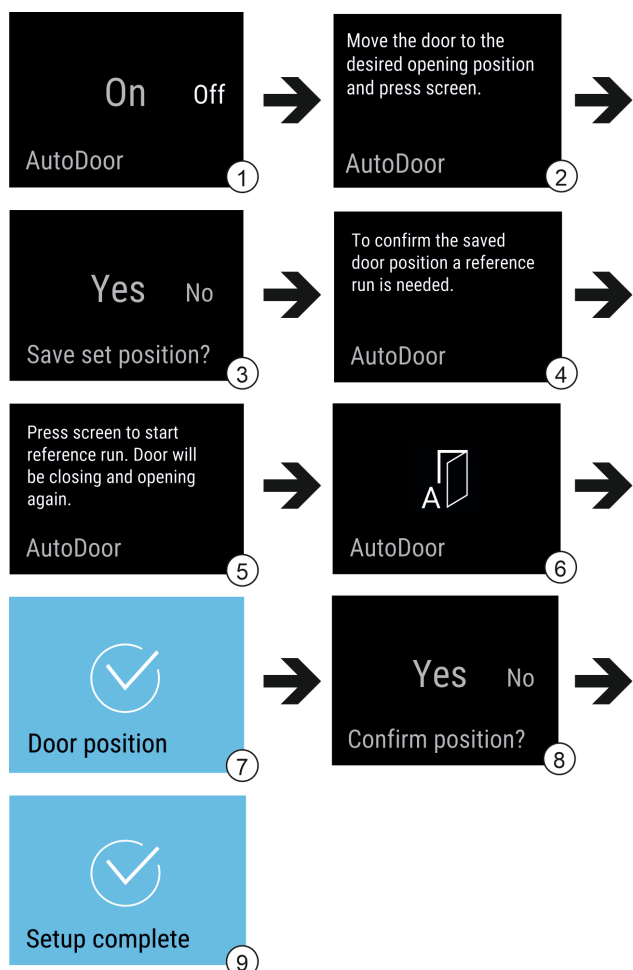 On Off
AutoDoor
1
Move the door to the
desired opening position
and press screen.
AutoDoor
2
Yes No
Save set position?
3
To confirm the saved
door position a reference
run is needed.
AutoDoor
4
Press screen to start
reference run. Door will
be closing and opening
again.
AutoDoor
5
A
AutoDoor
6
Door position
7
Yes No
Confirm position?
8
Setup complete
9